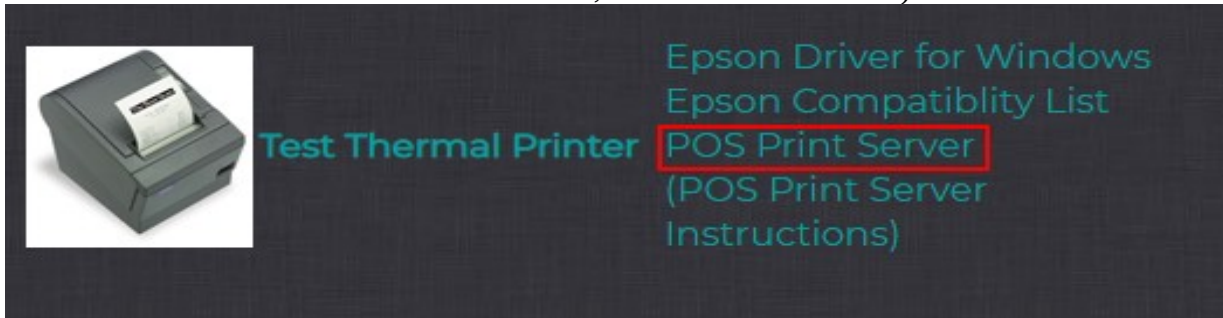 Test Thermal Printer
Epson Driver for Windows
Epson Compatiblity List
POS Print Server
(POS Print Server
Instructions)